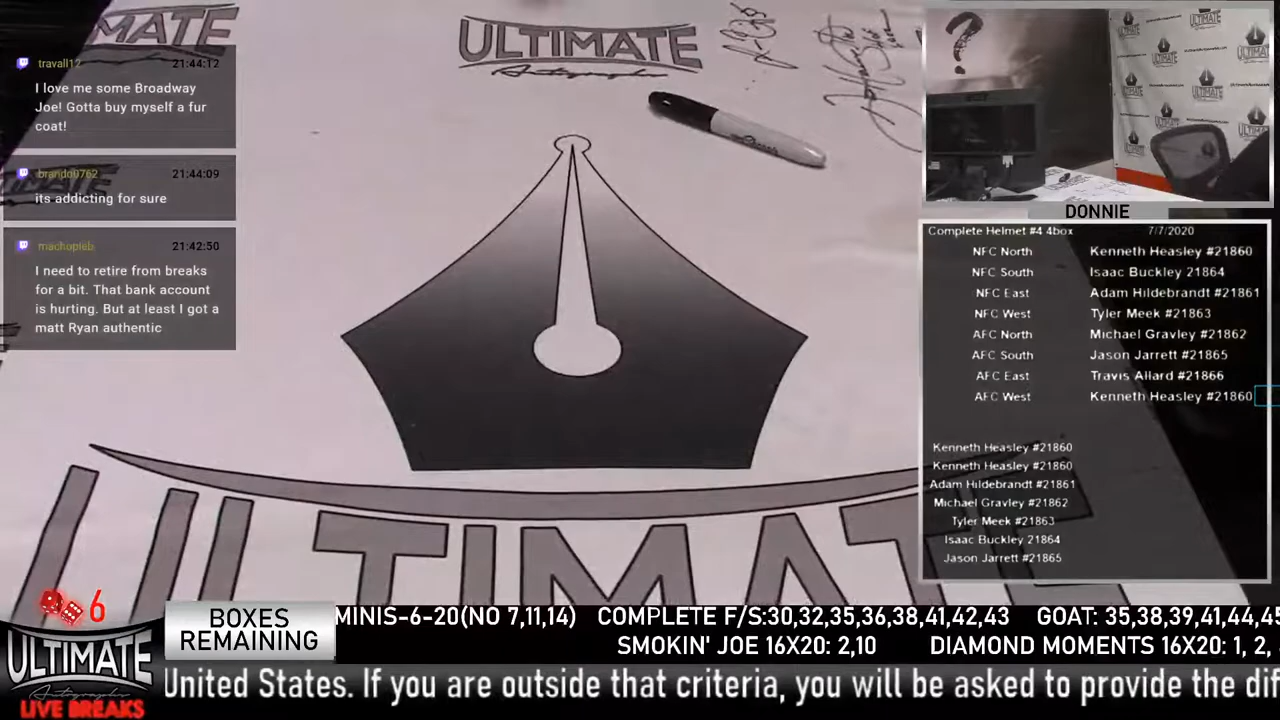 ULTIMATE
Autographs
travall12 21:44:12
I love me some Broadway
Joe! Gotta buy myself a fur
coat!
brando0762 21:44:09
its addicting for sure
machopieb 21:42:50
I need to retire from breaks
for a bit. That bank account
is hurting. But at least I got a
matt Ryan authentic
DONNIE
Complete Helmet #4 4box 7/7/2020
NFC North Kenneth Heasley #21860
NFC South Isaac Buckley 21864
NFC East Adam Hildebrandt #21861
NFC West Tyler Meek #21863
AFC North Michael Gravley #21862
AFC South Jason Jarrett #21865
AFC East Travis Allard #21866
AFC West Kenneth Heasley #21860
Kenneth Heasley #21860
Kenneth Heasley #21860
Adam Hildebrandt #21861
Michael Gravley #21862
Tyler Meek #21863
Isaac Buckley 21864
Jason Jarrett #21865
ULTIMATE
6
ULTIMATE
Autographs
LIVE BREAKS
BOXES
REMAINING
MINIS-6-20(NO 7,11,14) COMPLETE F/S:30,32,35,36,38,41,42,43 GOAT: 35,38,39,41,44,45
SMOKIN' JOE 16X20: 2,10 DIAMOND MOMENTS 16X20: 1, 2,
United States. If you are outside that criteria, you will be asked to provide the dif